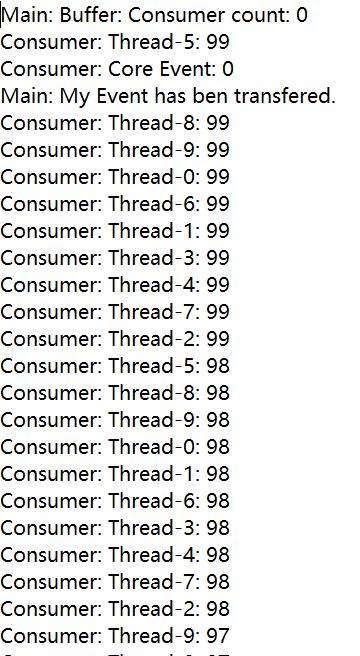 Main: Buffer: Consumer count: 0
Consumer: Thread-5: 99
Consumer: Core Event: 0
Main: My Event has ben transfered.
Consumer: Thread-8: 99
Consumer: Thread-9: 99
Consumer: Thread-0: 99
Consumer: Thread-6: 99
Consumer: Thread-1: 99
Consumer: Thread-3: 99
Consumer: Thread-4: 99
Consumer: Thread-7: 99
Consumer: Thread-2: 99
Consumer: Thread-5: 98
Consumer: Thread-8: 98
Consumer: Thread-9: 98
Consumer: Thread-0: 98
Consumer: Thread-1: 98
Consumer: Thread-6: 98
Consumer: Thread-3: 98
Consumer: Thread-4: 98
Consumer: Thread-7: 98
Consumer: Thread-2: 98
Consumer: Thread-9: 97